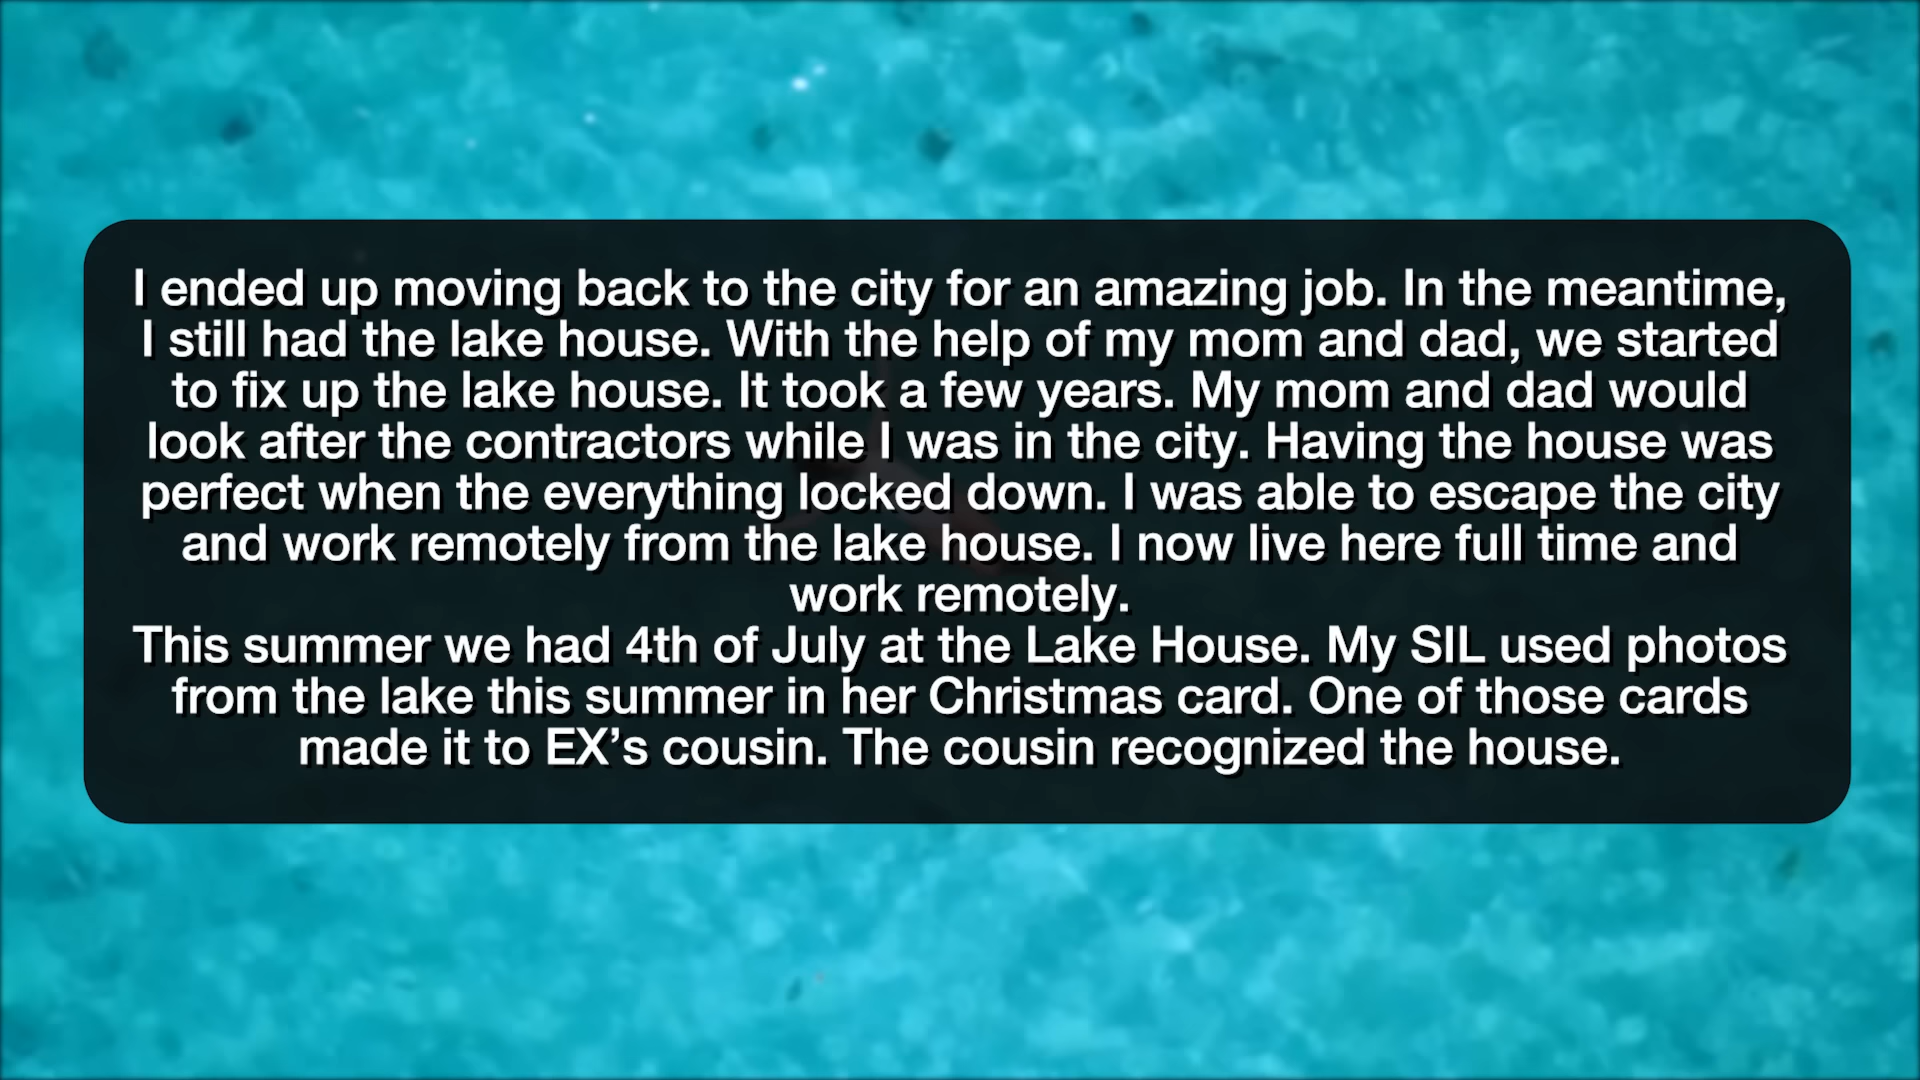 I ended up moving back to the city for an amazing job. In the meantime,
I still had the lake house. With the help of my mom and dad, we started
to fix up the lake house. It took a few years. My mom and dad would
look after the contractors while I was in the city. Having the house was
perfect when the everything locked down. I was able to escape the city
and work remotely from the lake house. I now live here full time and
work remotely.
This summer we had 4th of July at the Lake House. My SIL used photos
from the lake this summer in her Christmas card. One of those cards
made it to EX’s cousin. The cousin recognized the house.